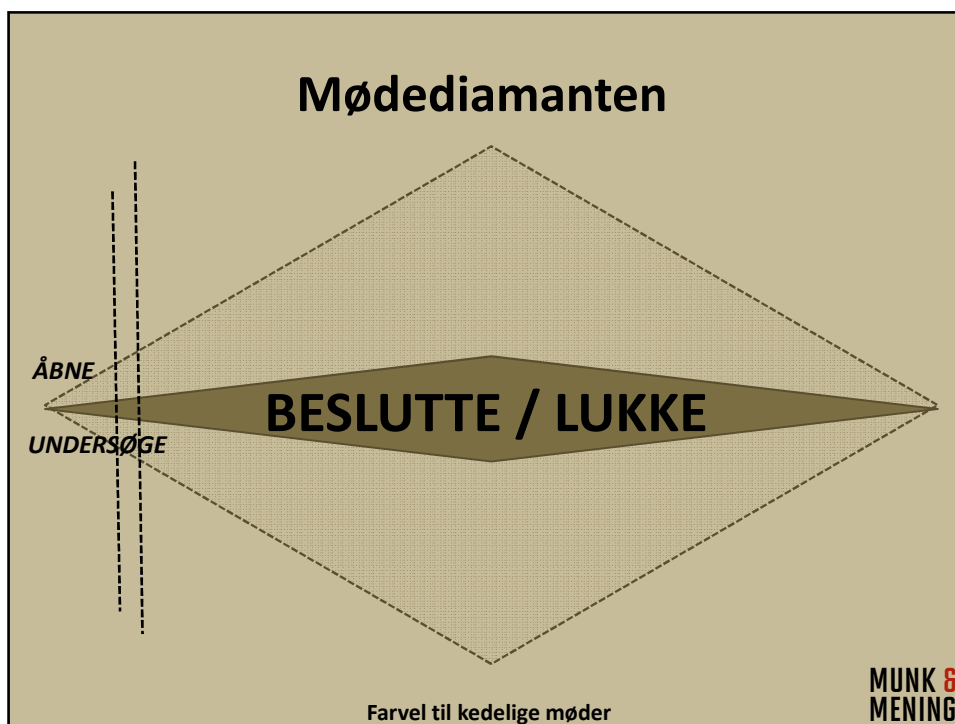 Mødediamanten
ÅBNE
BESLUTTE / LUKKE
UNDERSØGE
Farvel til kedelige møder
MUNK &
MENING